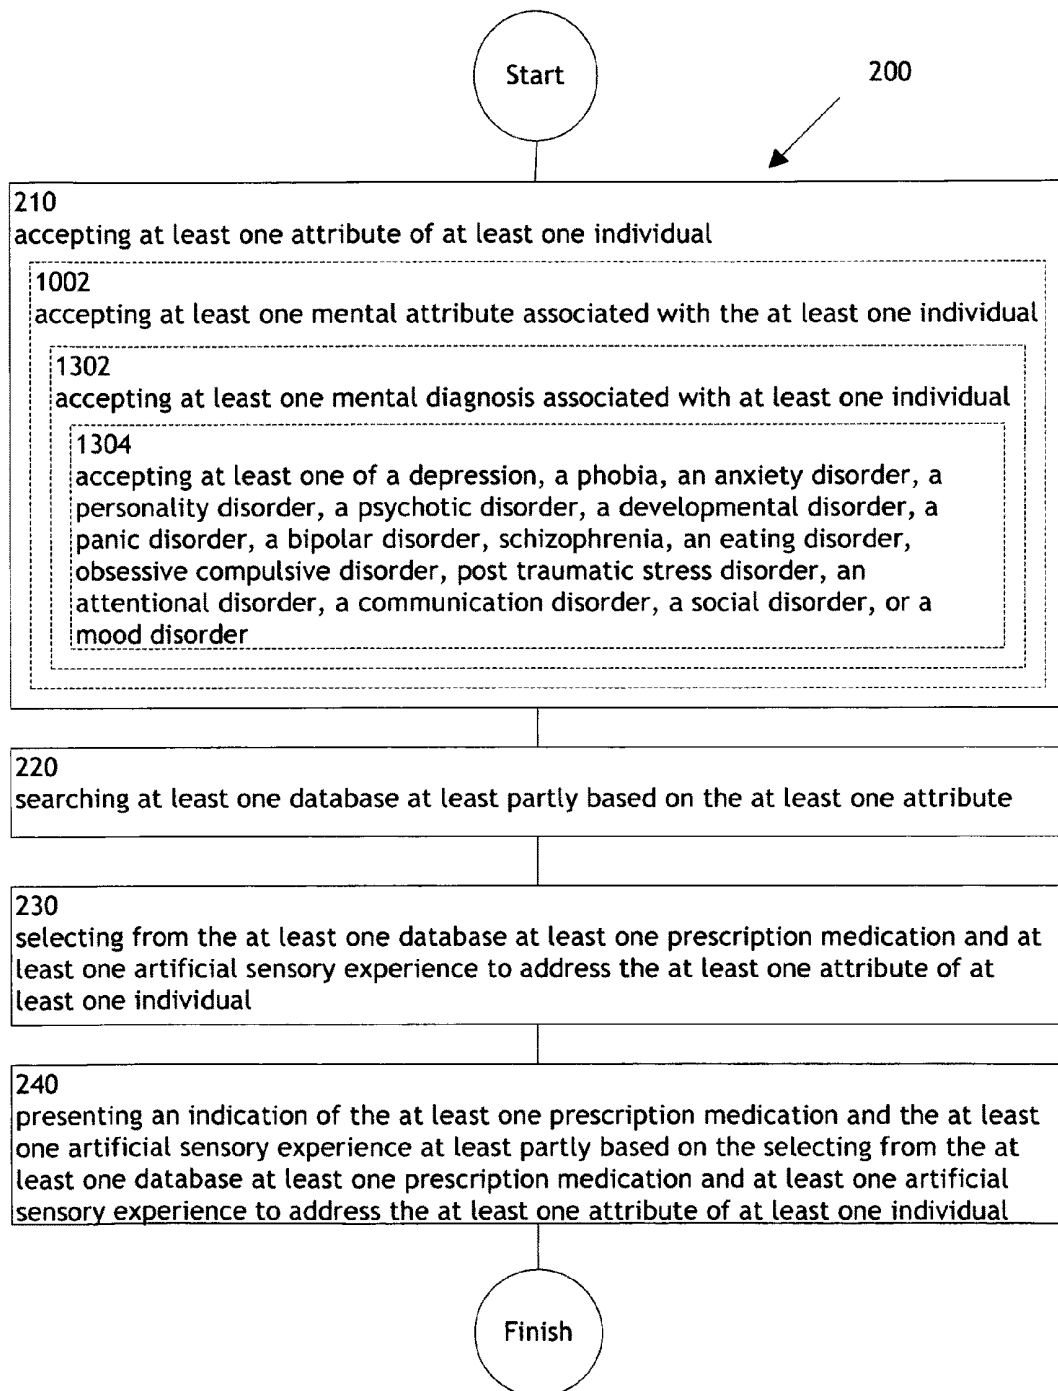 Start
200
210
accepting at least one attribute of at least one individual
1002
accepting at least one mental attribute associated with the at least one individual
1302
accepting at least one mental diagnosis associated with at least one individual
1304
accepting at least one of a depression, a phobia, an anxiety disorder, a
personality disorder, a psychotic disorder, a developmental disorder, a
panic disorder, a bipolar disorder, schizophrenia, an eating disorder,
obsessive compulsive disorder, post traumatic stress disorder, an
attentional disorder, a communication disorder, a social disorder, or a
mood disorder
220
searching at least one database at least partly based on the at least one attribute
230
selecting from the at least one database at least one prescription medication and at
least one artificial sensory experience to address the at least one attribute of at
least one individual
240
presenting an indication of the at least one prescription medication and the at least
one artificial sensory experience at least partly based on the selecting from the at
least one database at least one prescription medication and at least one artificial
sensory experience to address the at least one attribute of at least one individual
Finish